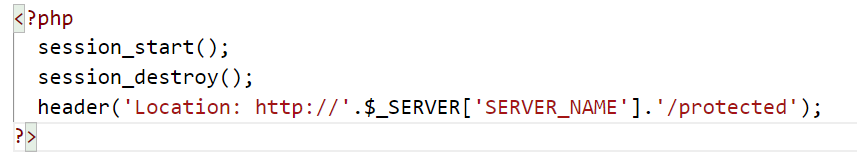 <?php
session_start();
session_destroy();
header('Location: http://'.$_SERVER['SERVER_NAME'].'/protected');
?>